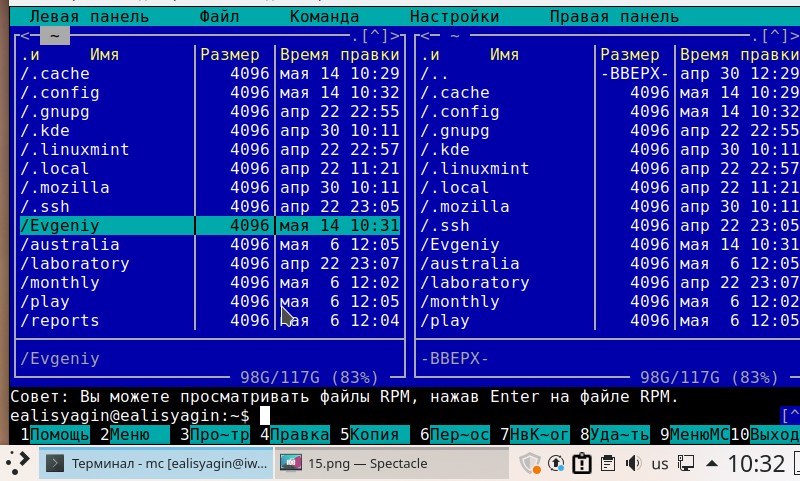 Левая панель Файл Команда Настройки Правая панель
<─ ~ .[^]> <─ ~ .[^]>
.и Имя Размер Время правки .и Имя Размер Время правки
/.cache 4096 мая 14 10:29 /.. -ВВЕРХ- апр 30 12:29
/.config 4096 мая 14 10:32 /.cache 4096 мая 14 10:29
/.gnupg 4096 апр 22 22:55 /.config 4096 мая 14 10:32
/.kde 4096 апр 30 10:11 /.gnupg 4096 апр 22 22:55
/.linuxmint 4096 апр 22 22:57 /.kde 4096 апр 30 10:11
/.local 4096 апр 22 11:21 /.linuxmint 4096 апр 22 22:57
/.mozilla 4096 апр 30 10:11 /.local 4096 апр 22 11:21
/.ssh 4096 апр 22 23:05 /.mozilla 4096 апр 30 10:11
/Evgeniy 4096 мая 14 10:31 /.ssh 4096 апр 22 23:05
/australia 4096 мая 6 12:05 /Evgeniy 4096 мая 14 10:31
/laboratory 4096 апр 22 23:07 /australia 4096 мая 6 12:05
/monthly 4096 мая 6 12:02 /laboratory 4096 апр 22 23:07
/play 4096 мая 6 12:05 /monthly 4096 мая 6 12:02
/reports 4096 мая 6 12:04 /play 4096 мая 6 12:05
/Evgeniy -ВВЕРХ-
98G/117G (83%) 98G/117G (83%)
Совет: Вы можете просматривать файлы RPM, нажав Enter на файле RPM.
ealisyagin@ealisyagin:~$ [^
1Помощь 2Меню 3Про~тр 4Правка 5Копия 6Пер~ос 7НвК~ог 8Уда~ть 9МенюMC 10Выход
Терминал - mc [ealisyagin@iw... 15.png — Spectacle us 10:32